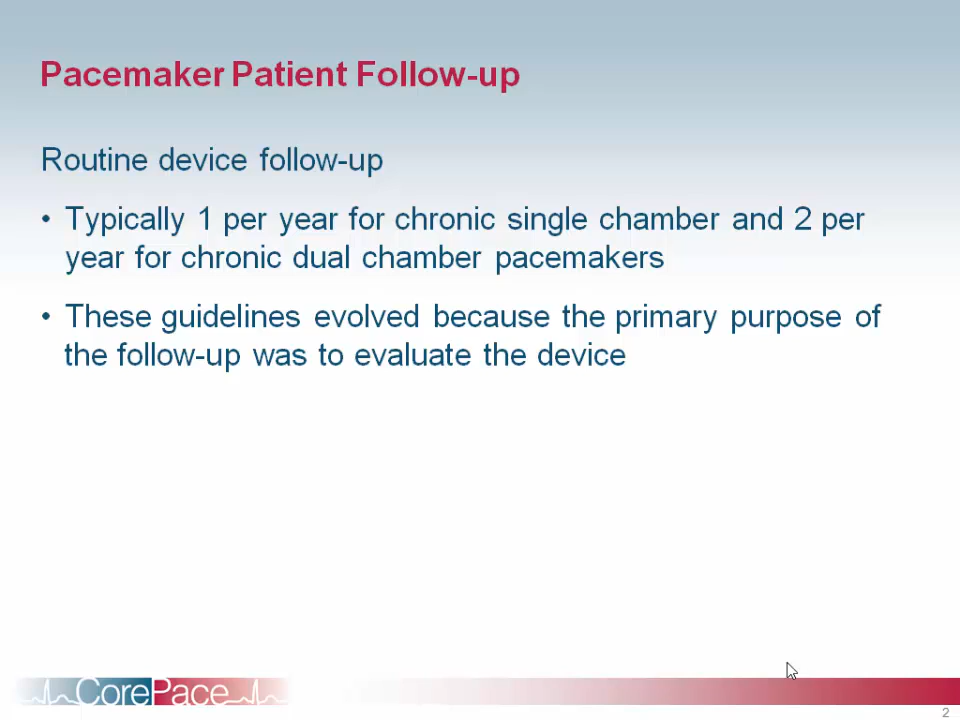 Pacemaker Patient Follow-up
Routine device follow-up
• Typically 1 per year for chronic single chamber and 2 per
year for chronic dual chamber pacemakers
• These guidelines evolved because the primary purpose of
the follow-up was to evaluate the device
CorePace
2